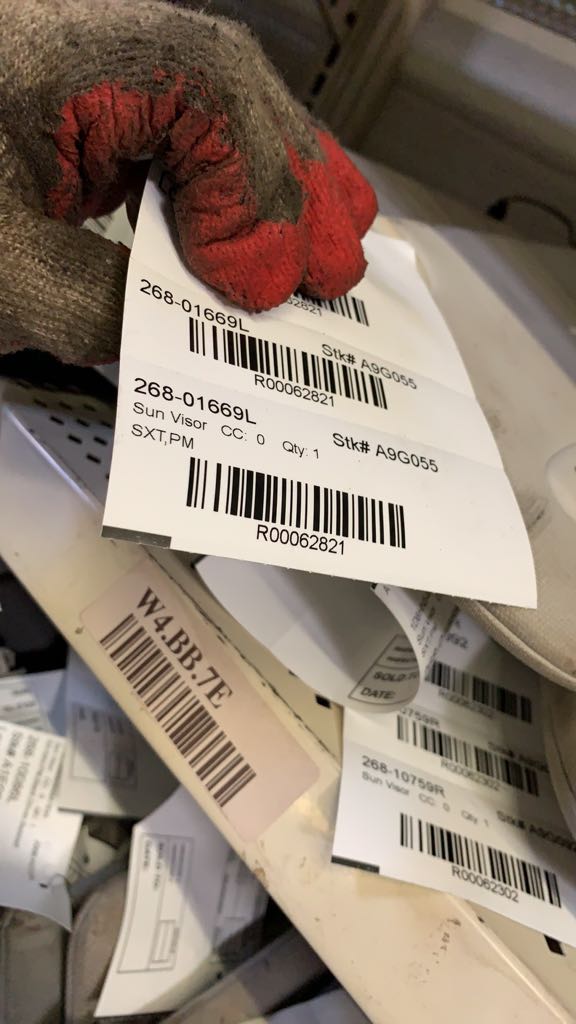 268-01669L
Stk# A9G055
R00062821
268-01669L
Stk# A9G055
Sun Visor CC: 0 Qty: 1
SXT,PM
R00062821
W4.BB.7E
SOLD
DATE:
R00062302
268-10759R
Sun Visor CC: 0 Qty: 1
R00062302